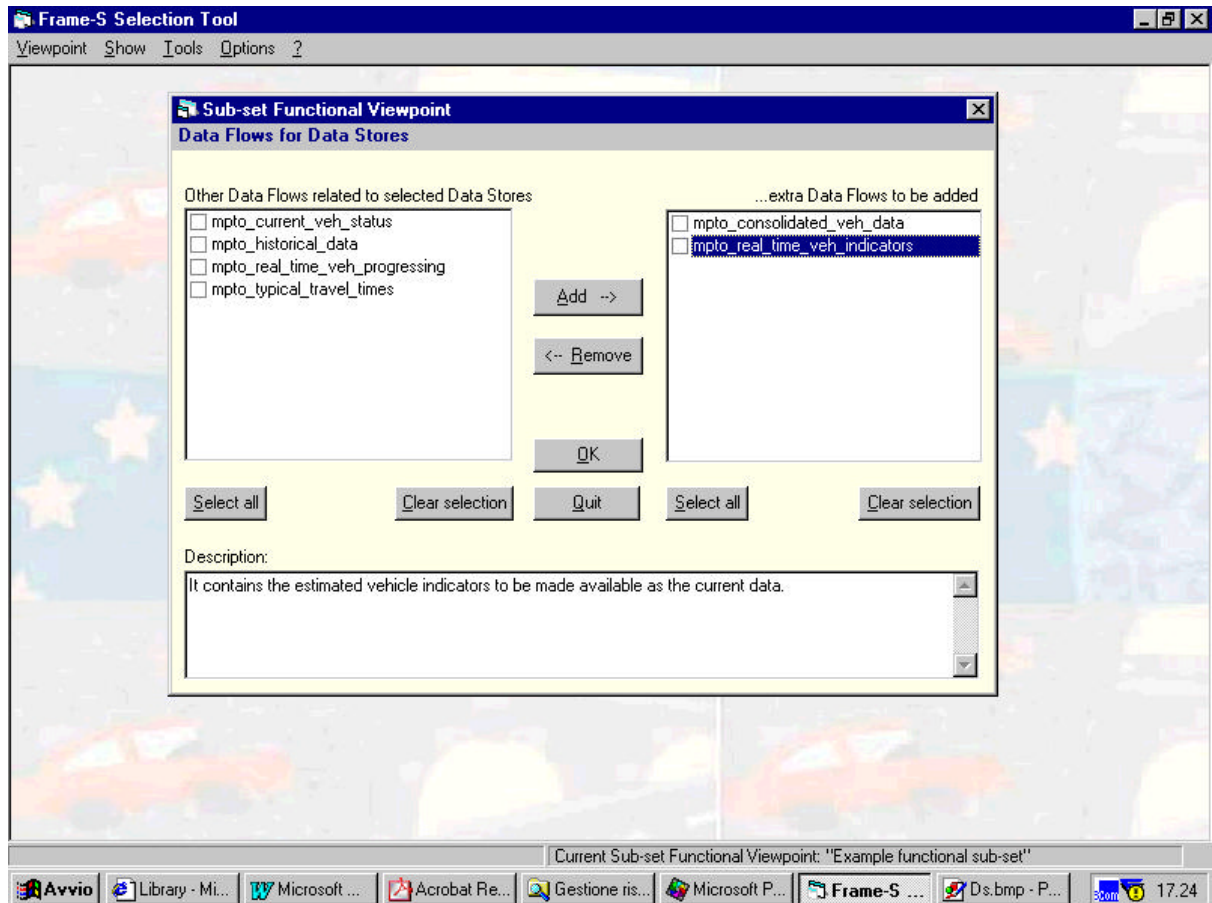 Frame-S Selection Tool
Viewpoint Show Tools Options ?
Sub-set Functional Viewpoint
Data Flows for Data Stores
Other Data Flows related to selected Data Stores
mpto_current_veh_status
mpto_historical_data
mpto_real_time_veh_progressing
mpto_typical_travel_times
Add -->
<-- Remove
OK
Quit
...extra Data Flows to be added
mpto_consolidated_veh_data
mpto_real_time_veh_indicators
Select all
Clear selection
Select all
Clear selection
Description:
It contains the estimated vehicle indicators to be made available as the current data.
Current Sub-set Functional Viewpoint: "Example functional sub-set"
Avvio Library - Mi... Microsoft ... Acrobat Re... Gestione ris... Microsoft P... Frame-S ... Ds.bmp - P... 3Com 17.24